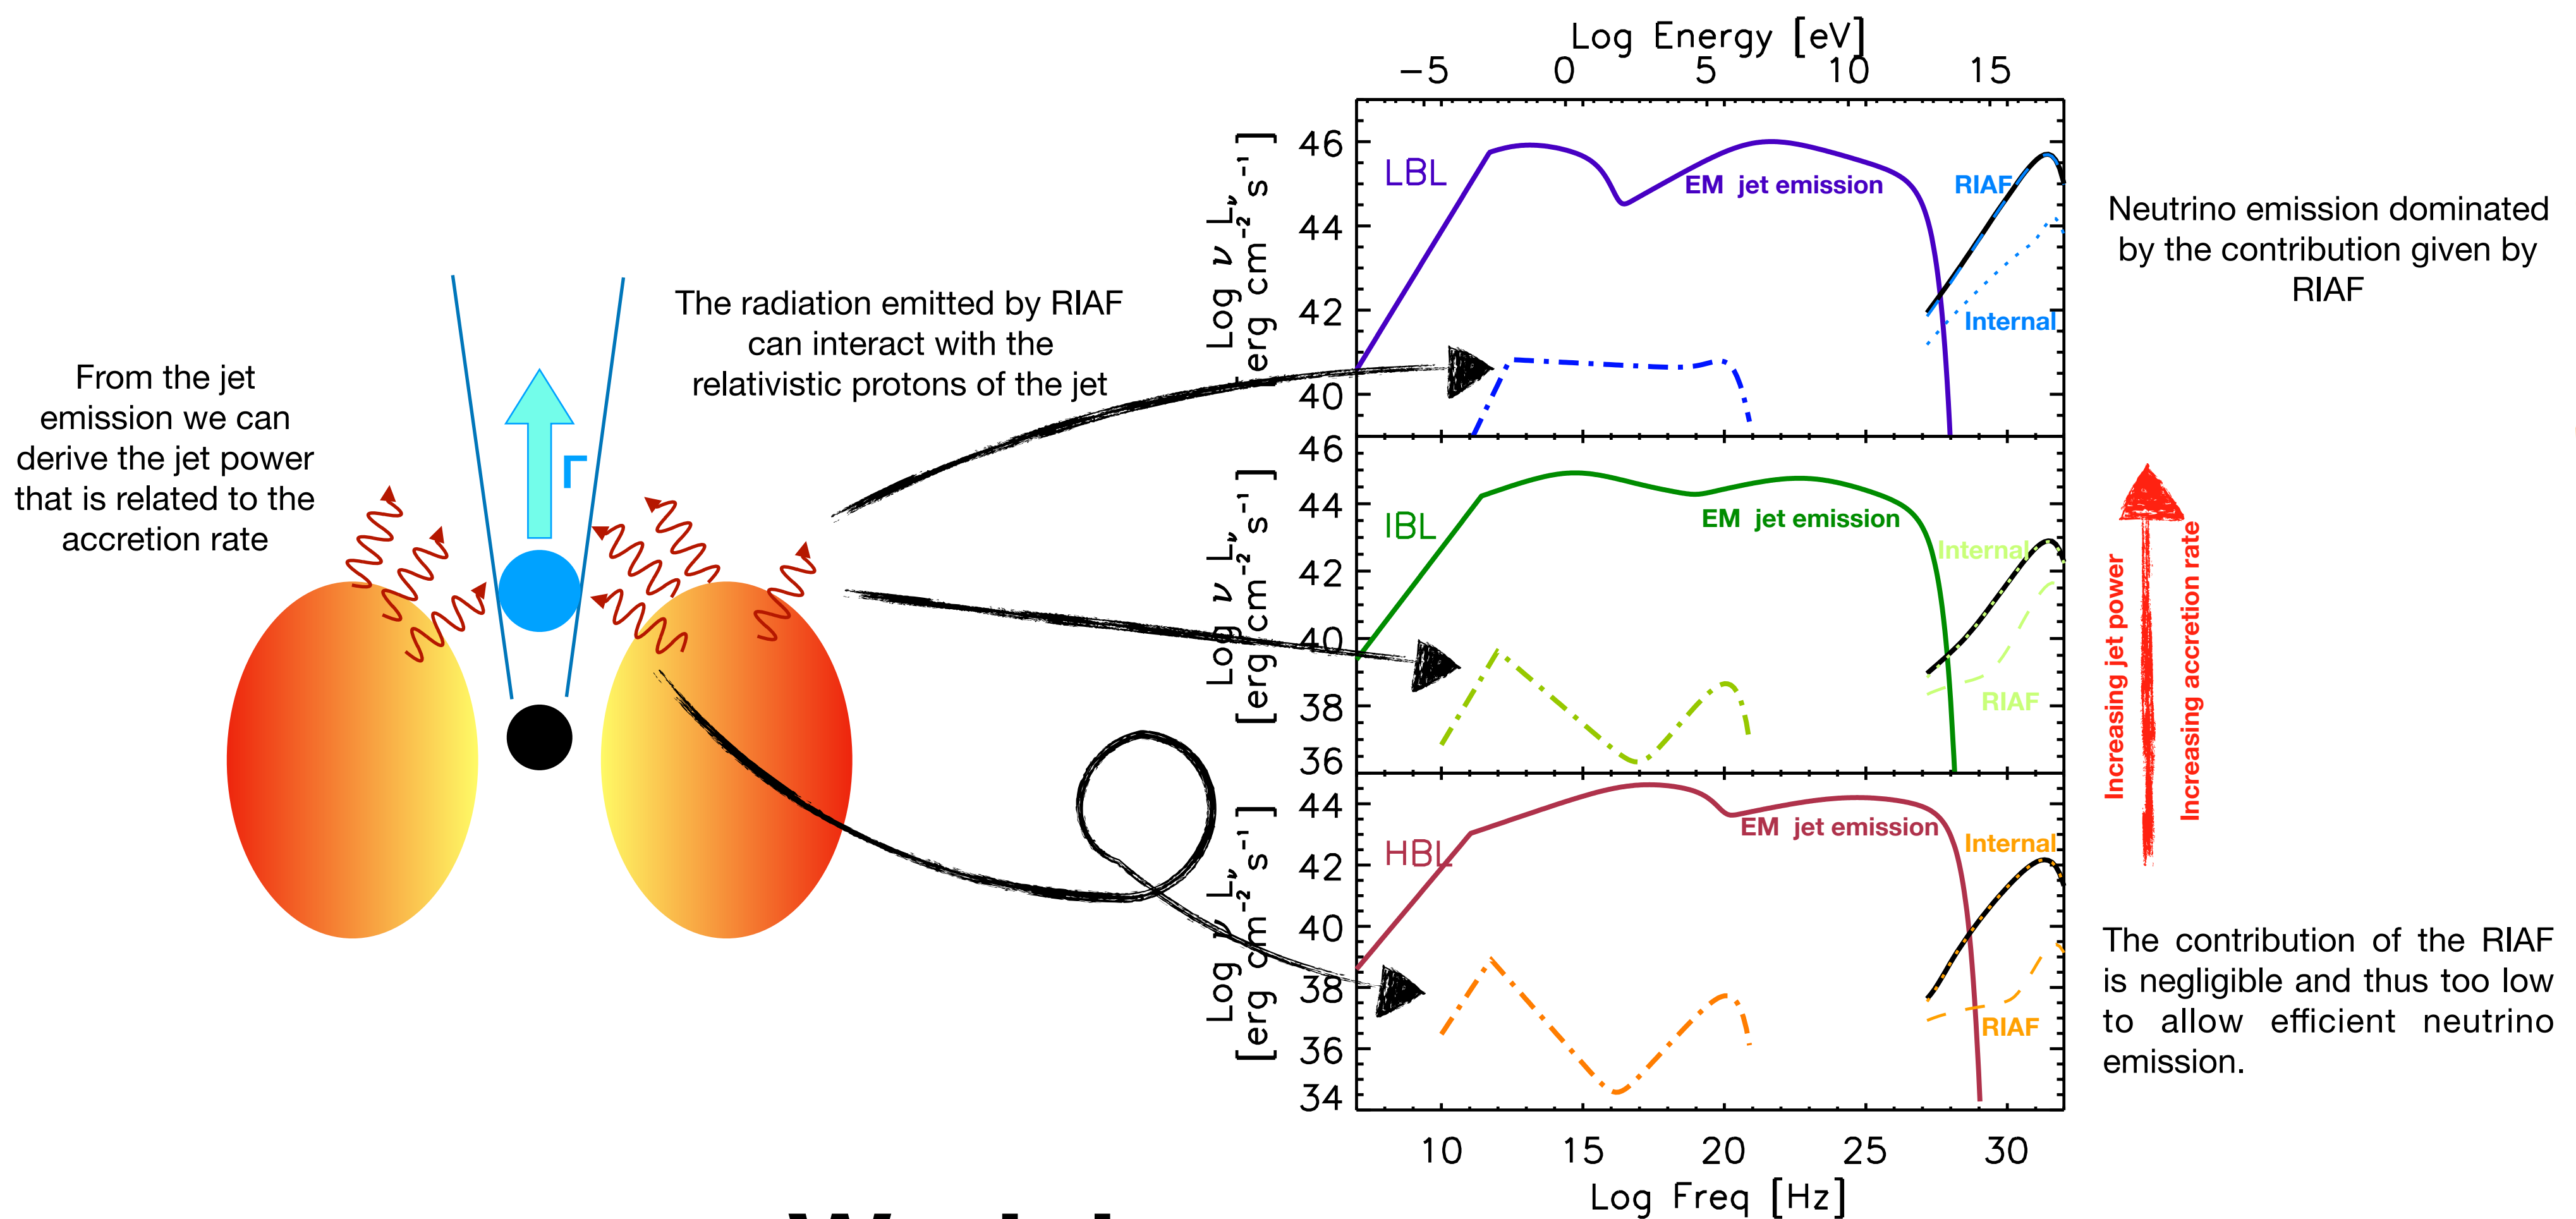 From the jet
emission we can
derive the jet power
that is related to the
accretion rate
Γ
The radiation emitted by RIAF
can interact with the
relativistic protons of the jet
Log Energy [eV]
−5 0 5 10 15
Log ν Lν
[erg cm⁻² s⁻¹]
46
44
42
40
LBL
EM jet emission
RIAF
Internal
Log ν Lν
[erg cm⁻² s⁻¹]
46
44
42
40
38
36
IBL
EM jet emission
Internal
RIAF
Log ν Lν
[erg cm⁻² s⁻¹]
44
42
40
38
36
34
HBL
EM jet emission
Internal
RIAF
10 15 20 25 30
Log Freq [Hz]
Neutrino emission dominated
by the contribution given by
RIAF
Increasing jet power
Increasing accretion rate
The contribution of the RIAF
is negligible and thus too low
to allow efficient neutrino
emission.